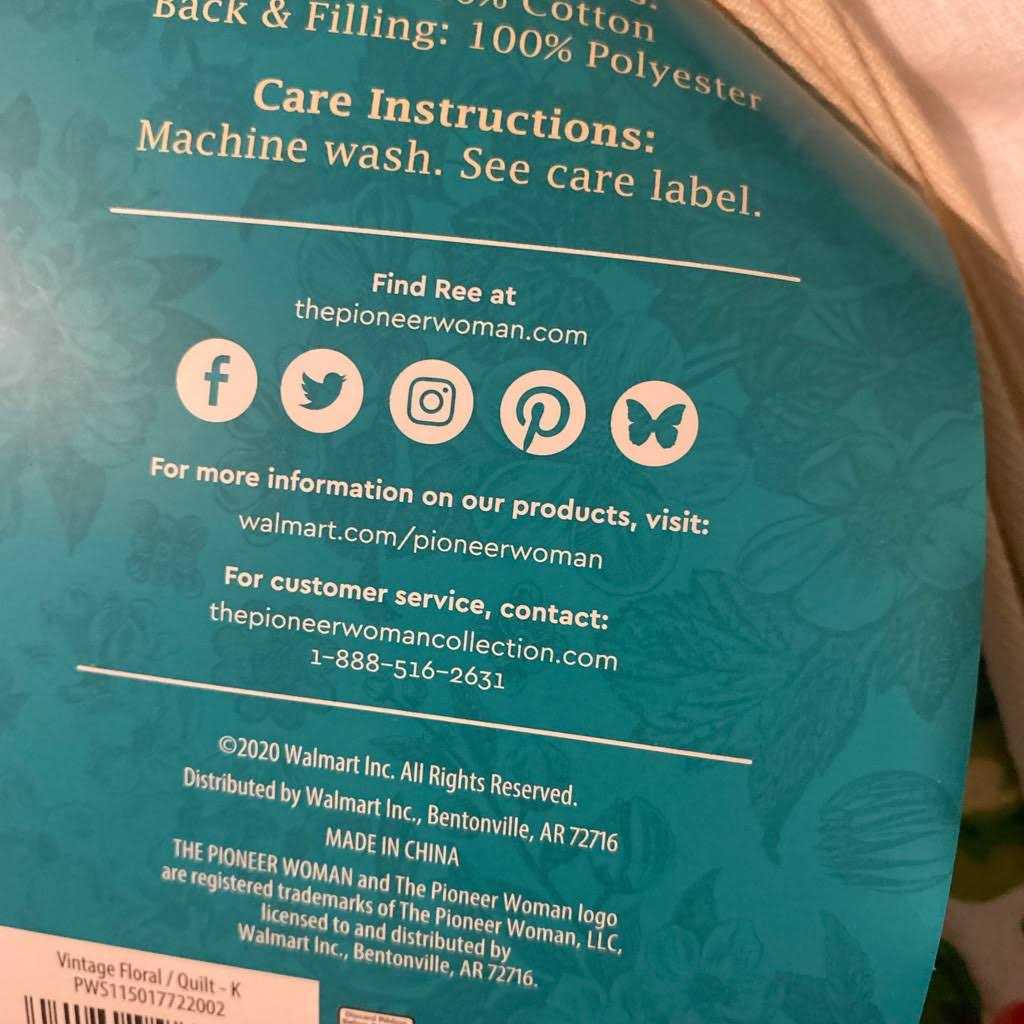 Cotton
Back & Filling: 100% Polyester
Care Instructions:
Machine wash. See care label.
Find Ree at
thepioneerwoman.com
For more information on our products, visit:
walmart.com/pioneerwoman
For customer service, contact:
thepioneerwomancollection.com
1-888-516-2631
©2020 Walmart Inc. All Rights Reserved.
Distributed by Walmart Inc., Bentonville, AR 72716
MADE IN CHINA
THE PIONEER WOMAN and The Pioneer Woman logo
are registered trademarks of The Pioneer Woman, LLC,
licensed to and distributed by
Walmart Inc., Bentonville, AR 72716.
Vintage Floral / Quilt - K
PWS115017722002